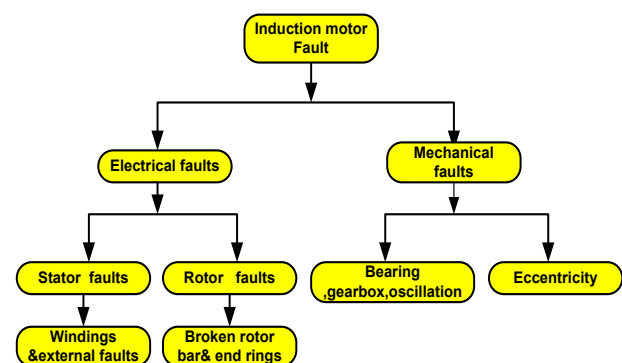 Induction motor
Fault
Electrical faults
Mechanical
faults
Stator faults
Rotor faults
Bearing
,gearbox,oscillation
Eccentricity
Windings
&external faults
Broken rotor
bar& end rings